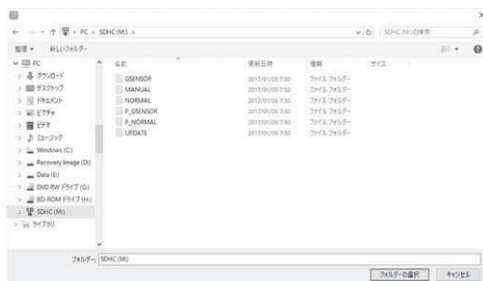 PC › SDHC (M:) ›
SDHC (M:)の検索
整理 ▾ 新しいフォルダー
PC
ダウンロード
デスクトップ
ドキュメント
ピクチャ
ビデオ
ミュージック
Windows (C:)
Recovery Image (D:)
Data (E:)
DVD RW ドライブ (G:)
BD-ROM ドライブ (H:)
SDHC (M:)
ライブラリ
名前 更新日時 種類 サイズ
GSENSOR 2017/01/05 7:50 ファイル フォルダー
MANUAL 2017/01/05 7:50 ファイル フォルダー
NORMAL 2017/01/05 7:50 ファイル フォルダー
P_GSENSOR 2017/01/05 7:50 ファイル フォルダー
P_NORMAL 2017/01/05 7:50 ファイル フォルダー
UPDATE 2017/01/05 7:50 ファイル フォルダー
フォルダー: SDHC (M:)
フォルダーの選択 キャンセル